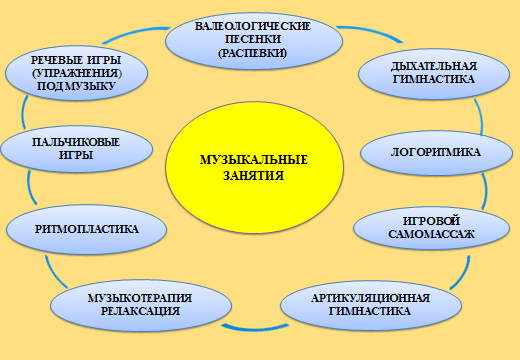 ВАЛЕОЛОГИЧЕСКИЕ
ПЕСЕНКИ
(РАСПЕВКИ)
ДЫХАТЕЛЬНАЯ
ГИМНАСТИКА
ЛОГОРИТМИКА
ИГРОВОЙ
САМОМАССАЖ
АРТИКУЛЯЦИОННАЯ
ГИМНАСТИКА
МУЗЫКОТЕРАПИЯ
РЕЛАКСАЦИЯ
РИТМОПЛАСТИКА
ПАЛЬЧИКОВЫЕ
ИГРЫ
РЕЧЕВЫЕ ИГРЫ
(УПРАЖНЕНИЯ)
ПОД МУЗЫКУ
МУЗЫКАЛЬНЫЕ
ЗАНЯТИЯ